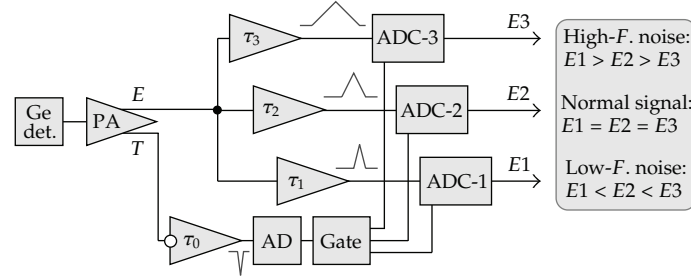 τ3
ADC-3
E3
High-F. noise:
E1 > E2 > E3
E
τ2
ADC-2
E2
Normal signal:
E1 = E2 = E3
Ge
det.
PA
T
τ1
ADC-1
E1
Low-F. noise:
E1 < E2 < E3
τ0
AD
Gate